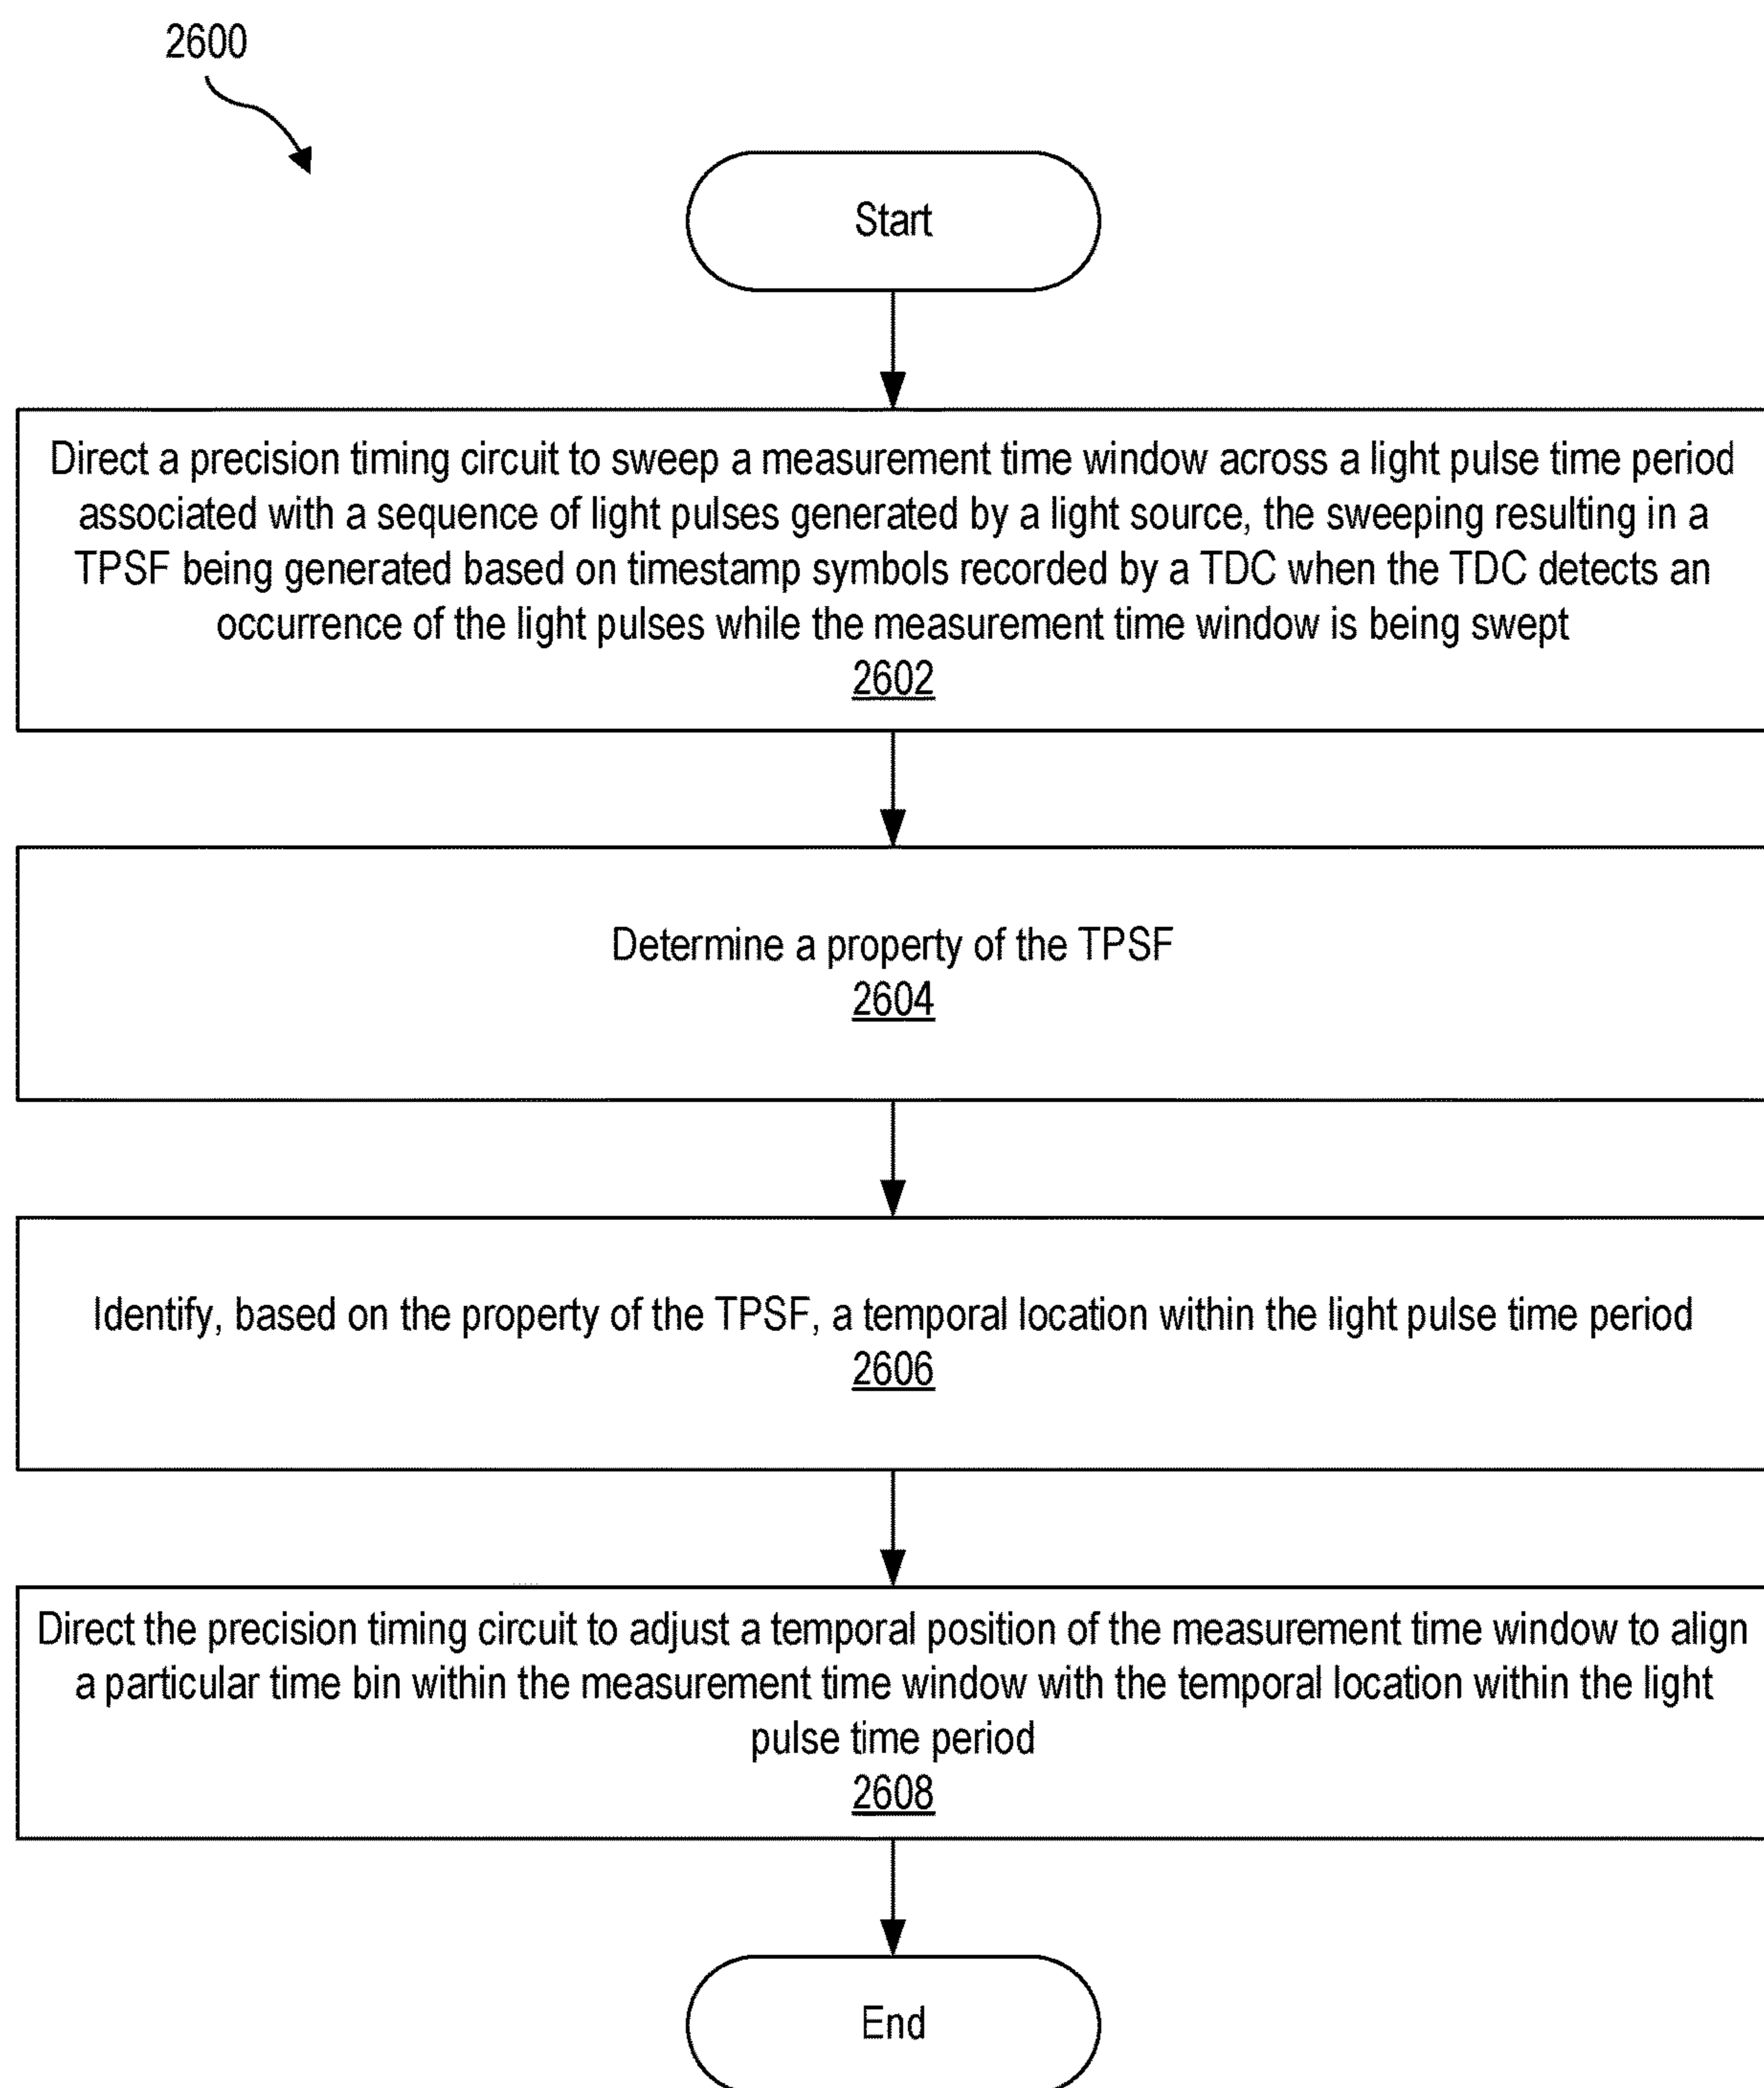 2600
Start
Direct a precision timing circuit to sweep a measurement time window across a light pulse time period
associated with a sequence of light pulses generated by a light source, the sweeping resulting in a
TPSF being generated based on timestamp symbols recorded by a TDC when the TDC detects an
occurrence of the light pulses while the measurement time window is being swept
2602
Determine a property of the TPSF
2604
Identify, based on the property of the TPSF, a temporal location within the light pulse time period
2606
Direct the precision timing circuit to adjust a temporal position of the measurement time window to align
a particular time bin within the measurement time window with the temporal location within the light
pulse time period
2608
End